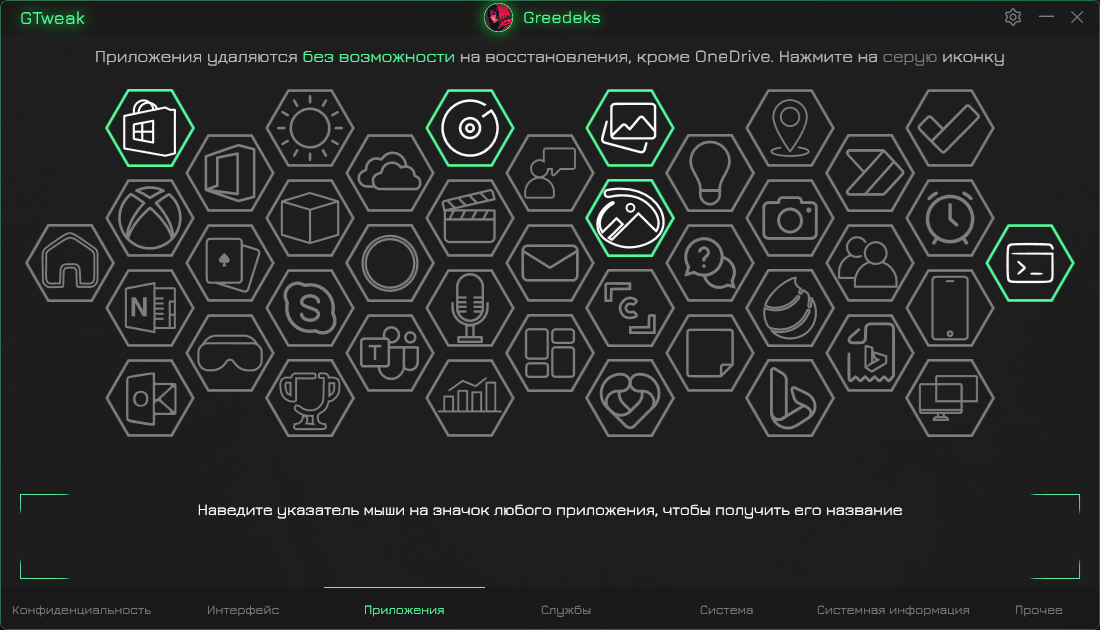 GTweak
Greedeks
Приложения удаляются без возможности на восстановления, кроме OneDrive. Нажмите на серую иконку
Наведите указатель мыши на значок любого приложения, чтобы получить его название
Конфиденциальность
Интерфейс
Приложения
Службы
Система
Системная информация
Прочее